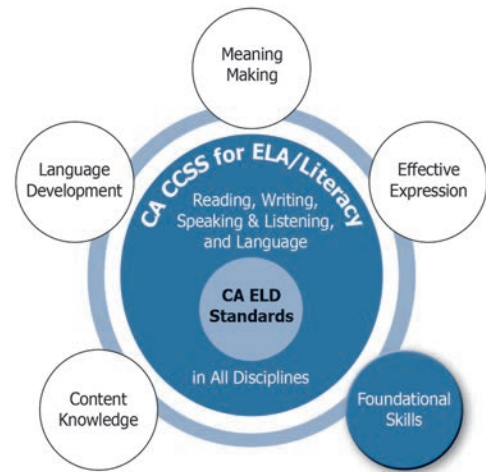 Meaning
Making
Language
Development
Effective
Expression
CA CCSS for ELA/Literacy
Reading, Writing,
Speaking & Listening,
and Language
CA ELD
Standards
in All Disciplines
Content
Knowledge
Foundational
Skills